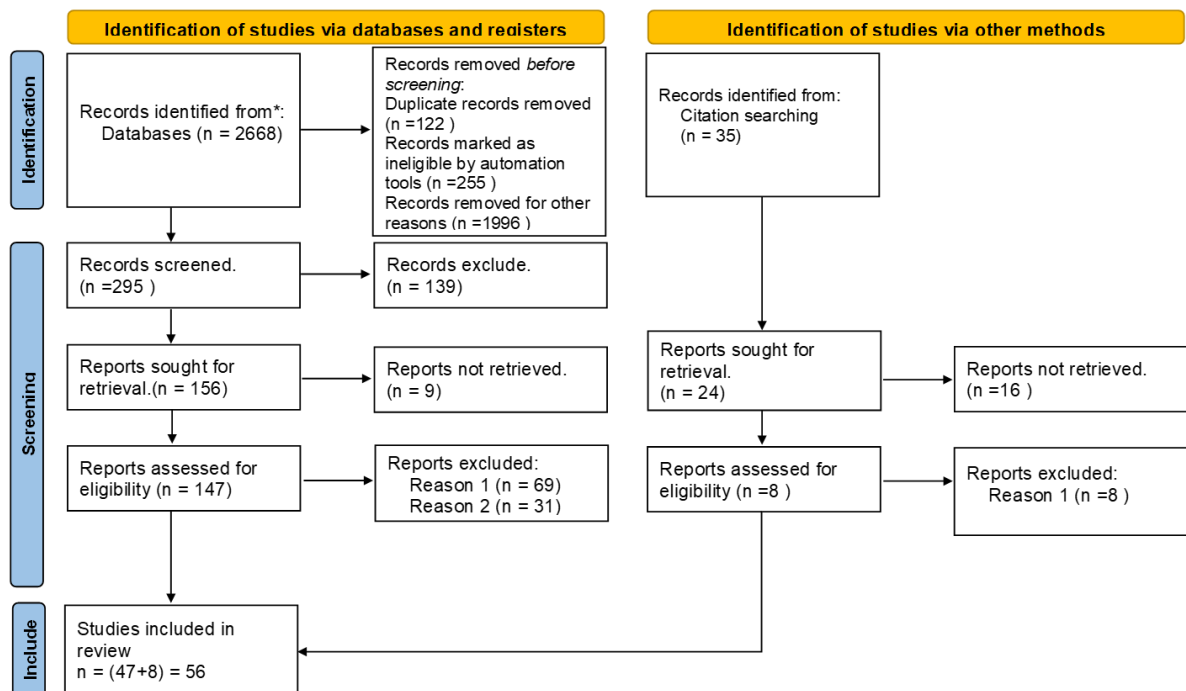 Identification of studies via databases and registers
Identification of studies via other methods
Identification
Records identified from*:
Databases (n = 2668)
Records removed before
screening:
Duplicate records removed
(n =122 )
Records marked as
ineligible by automation
tools (n =255 )
Records removed for other
reasons (n =1996 )
Records identified from:
Citation searching
(n = 35)
Screening
Records screened.
(n =295 )
Records exclude.
(n = 139)
Reports sought for
retrieval.(n = 156)
Reports not retrieved.
(n = 9)
Reports sought for
retrieval.
(n = 24)
Reports not retrieved.
(n =16 )
Reports assessed for
eligibility (n = 147)
Reports excluded:
Reason 1 (n = 69)
Reason 2 (n = 31)
Reports assessed for
eligibility (n =8 )
Reports excluded:
Reason 1 (n =8 )
Include
Studies included in
review
n = (47+8) = 56